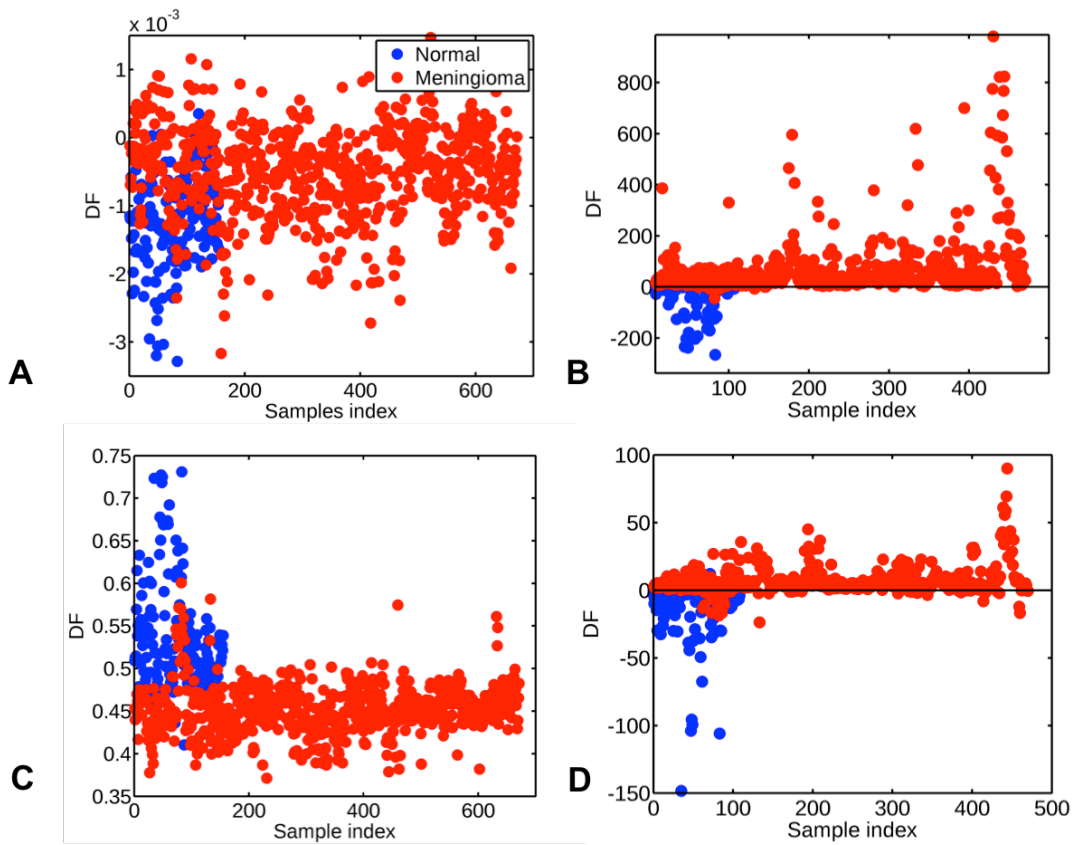 x 10⁻³
Normal
Meningioma
1
0
-1
-2
-3
DF
0 200 400 600
Samples index
A
800
600
400
200
0
-200
DF
100 200 300 400
Sample index
B
0.75
0.7
0.65
0.6
0.55
0.5
0.45
0.4
0.35
DF
0 200 400 600
Sample index
C
100
50
0
-50
-100
-150
DF
0 100 200 300 400 500
Sample index
D